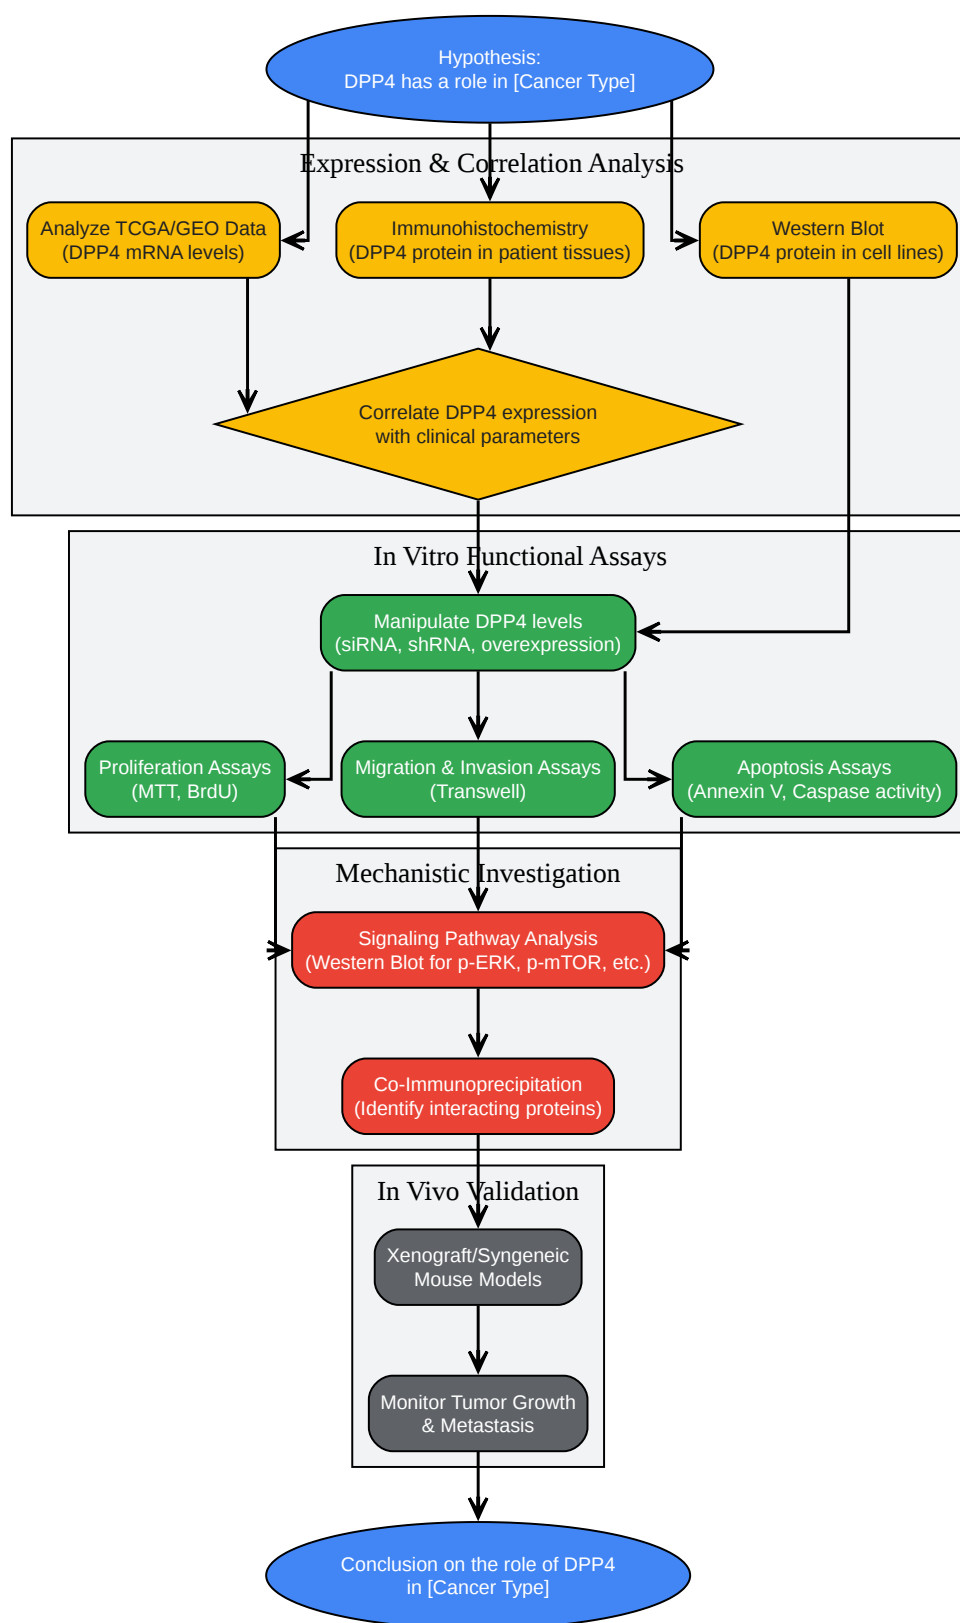 Hypothesis:
DPP4 has a role in [Cancer Type]
Expression & Correlation Analysis
Analyze TCGA/GEO Data
(DPP4 mRNA levels)
Immunohistochemistry
(DPP4 protein in patient tissues)
Western Blot
(DPP4 protein in cell lines)
Correlate DPP4 expression
with clinical parameters
In Vitro Functional Assays
Manipulate DPP4 levels
(siRNA, shRNA, overexpression)
Proliferation Assays
(MTT, BrdU)
Migration & Invasion Assays
(Transwell)
Apoptosis Assays
(Annexin V, Caspase activity)
Mechanistic Investigation
Signaling Pathway Analysis
(Western Blot for p-ERK, p-mTOR, etc.)
Co-Immunoprecipitation
(Identify interacting proteins)
In Vivo Validation
Xenograft/Syngeneic
Mouse Models
Monitor Tumor Growth
& Metastasis
Conclusion on the role of DPP4
in [Cancer Type]